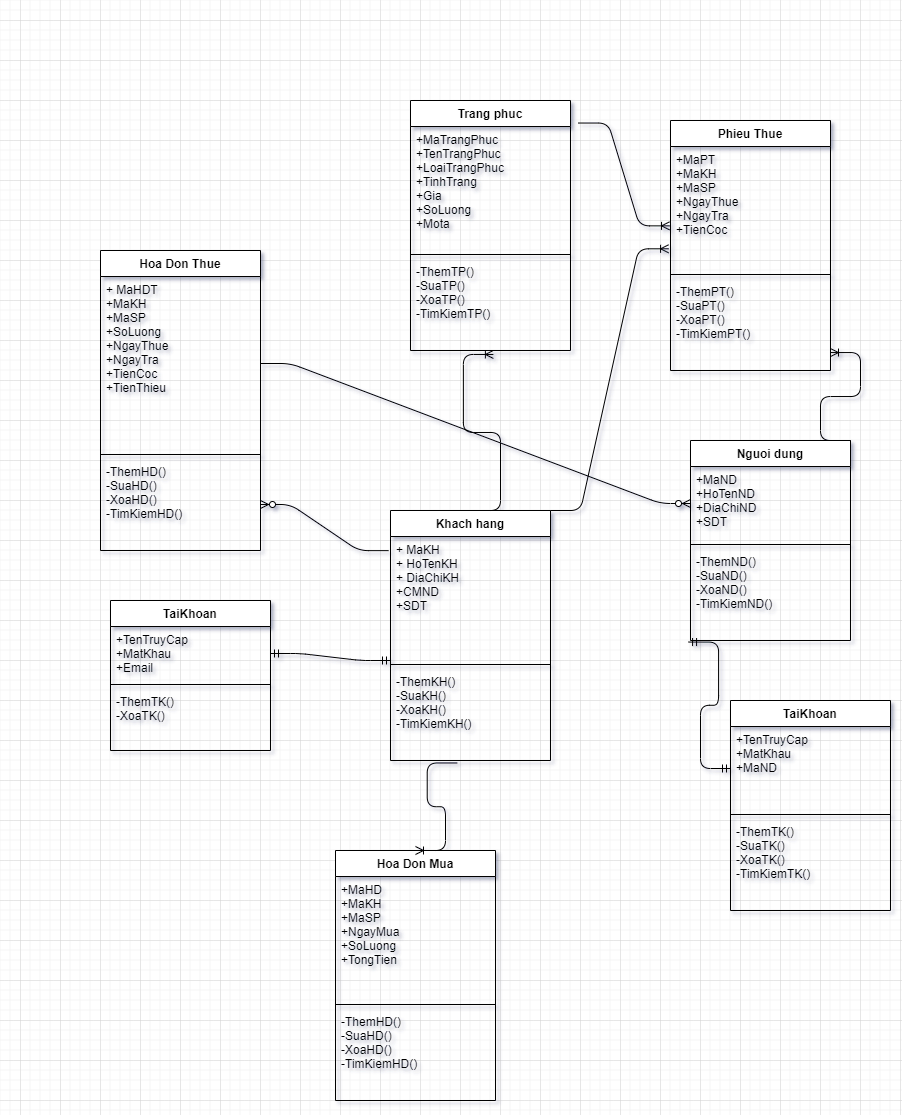 Trang phuc
+MaTrangPhuc
+TenTrangPhuc
+LoaiTrangPhuc
+TinhTrang
+Gia
+SoLuong
+Mota
-ThemTP()
-SuaTP()
-XoaTP()
-TimKiemTP()
Phieu Thue
+MaPT
+MaKH
+MaSP
+NgayThue
+NgayTra
+TienCoc
-ThemPT()
-SuaPT()
-XoaPT()
-TimKiemPT()
Hoa Don Thue
+ MaHDT
+MaKH
+MaSP
+SoLuong
+NgayThue
+NgayTra
+TienCoc
+TienThieu
-ThemHD()
-SuaHD()
-XoaHD()
-TimKiemHD()
Nguoi dung
+MaND
+HoTenND
+DiaChiND
+SDT
-ThemND()
-SuaND()
-XoaND()
-TimKiemND()
Khach hang
+ MaKH
+ HoTenKH
+ DiaChiKH
+CMND
+SDT
-ThemKH()
-SuaKH()
-XoaKH()
-TimKiemKH()
TaiKhoan
+TenTruyCap
+MatKhau
+Email
-ThemTK()
-XoaTK()
TaiKhoan
+TenTruyCap
+MatKhau
+MaND
-ThemTK()
-SuaTK()
-XoaTK()
-TimKiemTK()
Hoa Don Mua
+MaHD
+MaKH
+MaSP
+NgayMua
+SoLuong
+TongTien
-ThemHD()
-SuaHD()
-XoaHD()
-TimKiemHD()